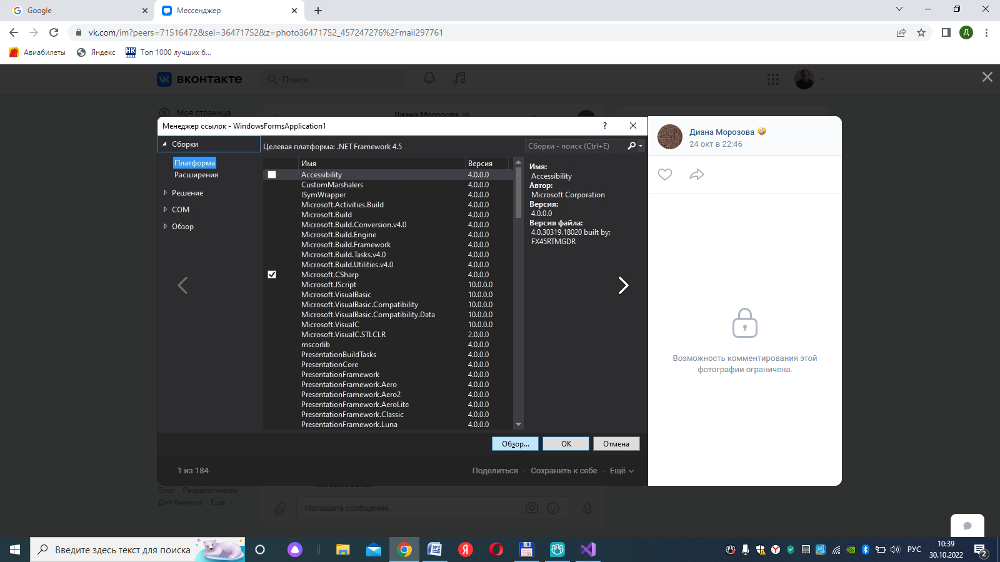 Google
Мессенджер
vk.com/im?peers=71516472&sel=36471752&z=photo36471752_457247276%2Fmail297761
Д
Авиабилеты
Яндекс
Топ 1000 лучших б...
вконтакте
Поиск
Моя страница
Диана Морозова
Менеджер ссылок - WindowsFormsApplication1
?
Сборки
Платформа
Расширения
Решение
COM
Обзор
Целевая платформа: .NET Framework 4.5
Сборки - поиск (Ctrl+E)
Имя Версия
Accessibility 4.0.0.0
CustomMarshalers 4.0.0.0
ISymWrapper 4.0.0.0
Microsoft.Activities.Build 4.0.0.0
Microsoft.Build 4.0.0.0
Microsoft.Build.Conversion.v4.0 4.0.0.0
Microsoft.Build.Engine 4.0.0.0
Microsoft.Build.Framework 4.0.0.0
Microsoft.Build.Tasks.v4.0 4.0.0.0
Microsoft.Build.Utilities.v4.0 4.0.0.0
Microsoft.CSharp 4.0.0.0
Microsoft.JScript 10.0.0.0
Microsoft.VisualBasic 10.0.0.0
Microsoft.VisualBasic.Compatibility 10.0.0.0
Microsoft.VisualBasic.Compatibility.Data 10.0.0.0
Microsoft.VisualC 10.0.0.0
Microsoft.VisualC.STLCLR 2.0.0.0
mscorlib 4.0.0.0
PresentationBuildTasks 4.0.0.0
PresentationCore 4.0.0.0
PresentationFramework 4.0.0.0
PresentationFramework.Aero 4.0.0.0
PresentationFramework.Aero2 4.0.0.0
PresentationFramework.AeroLite 4.0.0.0
PresentationFramework.Classic 4.0.0.0
PresentationFramework.Luna 4.0.0.0
Имя:
Accessibility
Автор:
Microsoft Corporation
Версия:
4.0.0.0
Версия файла:
4.0.30319.18020 built by:
FX45RTMGDR
Обзор... ОК Отмена
1 из 184
Поделиться · Сохранить к себе · Ещё
Диана Морозова
24 окт в 22:46
Возможность комментирования этой
фотографии ограничена.
Блог Разработчикам
Для бизнеса Ещё
Напишите сообщение...
Введите здесь текст для поиска
РУС
10:39
30.10.2022
2